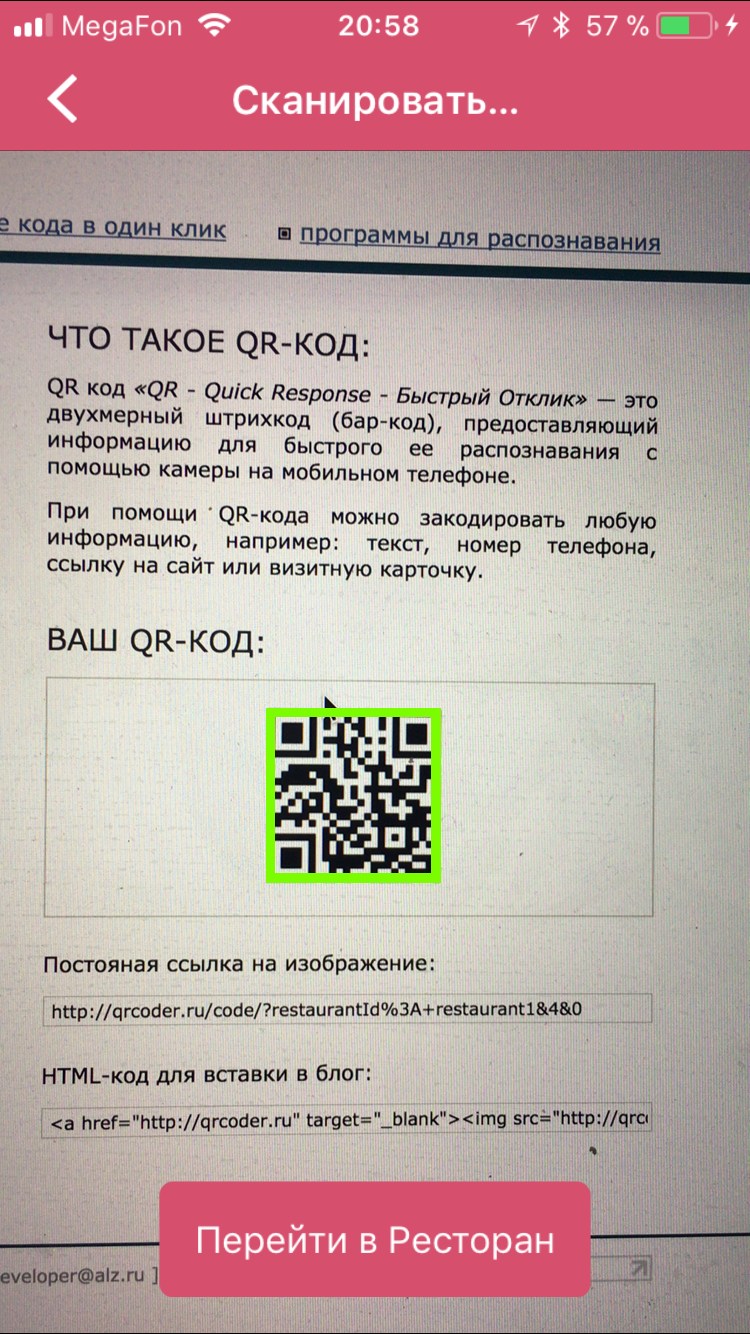 MegaFon 20:58 57 %
Сканировать...
е кода в один клик программы для распознавания
ЧТО ТАКОЕ QR-КОД:
QR код «QR - Quick Response - Быстрый Отклик» — это
двухмерный штрихкод (бар-код), предоставляющий
информацию для быстрого ее распознавания с
помощью камеры на мобильном телефоне.
При помощи QR-кода можно закодировать любую
информацию, например: текст, номер телефона,
ссылку на сайт или визитную карточку.
ВАШ QR-КОД:
Постояная ссылка на изображение:
http://qrcoder.ru/code/?restaurantId%3A+restaurant1&4&0
HTML-код для вставки в блог:
<a href="http://qrcoder.ru" target="_blank"><img src="http://qrc
Перейти в Ресторан
eveloper@alz.ru ]